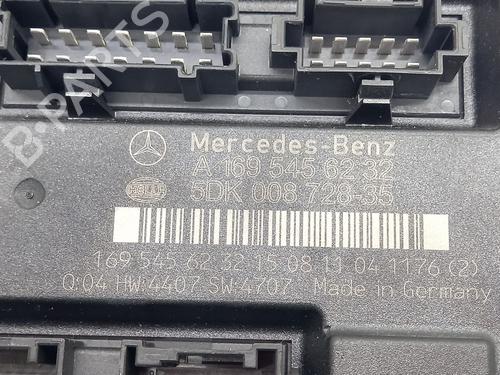 Mercedes-Benz
A 169 545 62 32
HELLA
5DK 008 728-35
169 545 62 32 15 08 11 04 1176 (2)
Q:04 HW:4407 SW:4707 Made in Germany
B-PARTS